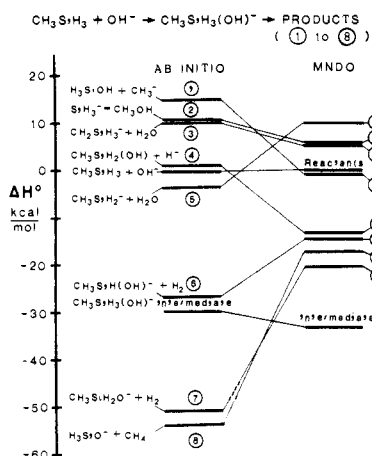 CH₃SiH₃ + OH⁻ → CH₃SiH₃(OH)⁻ → PRODUCTS
( ① to ⑧ )
AB INITIO
MNDO
20
10
0
-10
-20
-30
-40
-50
-60
ΔH°
kcal
mol
H₃SiOH + CH₃⁻ ①
SiH₃⁻ + CH₃OH ②
CH₂SiH₃⁻ + H₂O ③
CH₃SiH₂(OH) + H⁻ ④
CH₃SiH₃ + OH⁻
CH₃SiH₂⁻ + H₂O ⑤
Reactants
CH₃SiH(OH)⁻ + H₂ ⑥
CH₃SiH₃(OH)⁻ Intermediate
Intermediate
CH₃SiH₂O⁻ + H₂ ⑦
H₃SiO⁻ + CH₄ ⑧